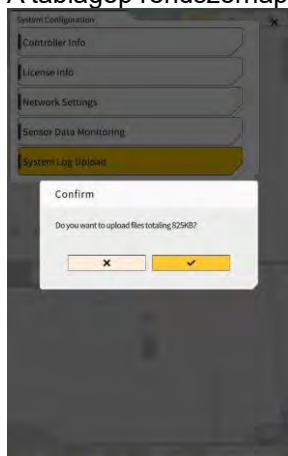 A táblagép rendszernap
System Configuration
Controller Info
License Info
Network Settings
Sensor Data Monitoring
System Log Upload
Confirm
Do you want to upload files totaling 825KB?